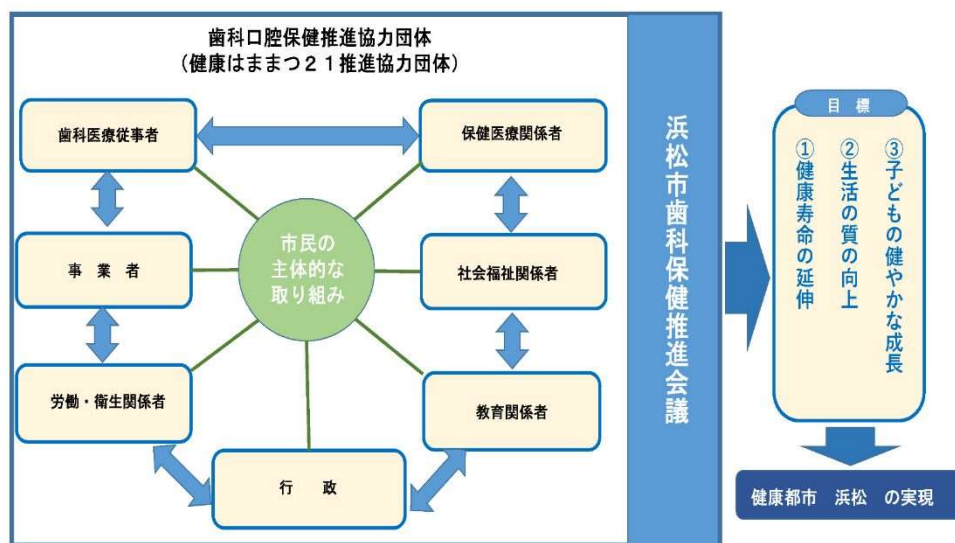 歯科口腔保健推進協力団体
(健康はままつ21推進協力団体)
歯科医療従事者
保健医療関係者
事 業 者
市民の
主体的な
取り組み
社会福祉関係者
労働・衛生関係者
教育関係者
行 政
浜松市歯科保健推進会議
目 標
③子どもの健やかな成長
②生活の質の向上
①健康寿命の延伸
健康都市 浜松 の実現